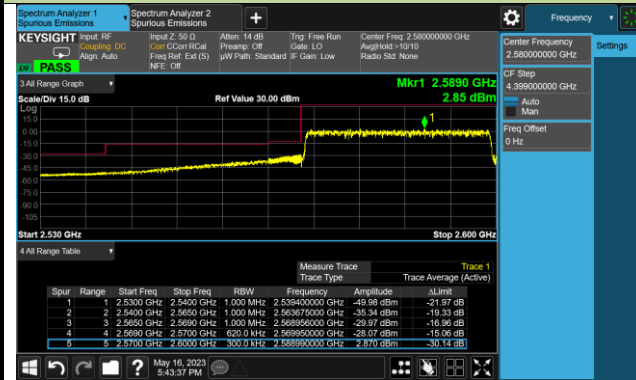 Spectrum Analyzer 1
Spurious Emissions
Spectrum Analyzer 2
Spurious Emissions
Frequency
KEYSIGHT
Input: RF
Coupling: DC
Align: Auto
Input Z: 50 Ω
Corr CCorr RCal
Freq Ref: Ext (S)
NFE: Off
Atten: 14 dB
Preamp: Off
µW Path: Standard
Trig: Free Run
Gate: LO
IF Gain: Low
Center Freq: 2.580000000 GHz
Avg|Hold:>10/10
Radio Std: None
PASS
Center Frequency
2.580000000 GHz
Settings
CF Step
4.399000000 GHz
Auto
Man
Freq Offset
0 Hz
3 All Range Graph
Mkr1 2.5890 GHz
Scale/Div 15.0 dB
Ref Value 30.00 dBm
2.85 dBm
Log
15.0
0.00
-15.0
-30.0
-45.0
-60.0
-75.0
-90.0
-105
1
Start 2.530 GHz
Stop 2.600 GHz
4 All Range Table
Measure Trace Trace 1
Trace Type Trace Average (Active)
Spur Range Start Freq Stop Freq RBW Frequency Amplitude ΔLimit
1 1 2.5300 GHz 2.5400 GHz 1.000 MHz 2.539400000 GHz -49.98 dBm -21.97 dB
2 2 2.5400 GHz 2.5650 GHz 1.000 MHz 2.563675000 GHz -35.34 dBm -19.33 dB
3 3 2.5650 GHz 2.5690 GHz 1.000 MHz 2.568956000 GHz -29.97 dBm -16.96 dB
4 4 2.5690 GHz 2.5700 GHz 620.0 kHz 2.569950000 GHz -28.07 dBm -15.06 dB
5 5 2.5700 GHz 2.6000 GHz 300.0 kHz 2.588990000 GHz 2.870 dBm -30.14 dB
May 16, 2023
5:43:37 PM